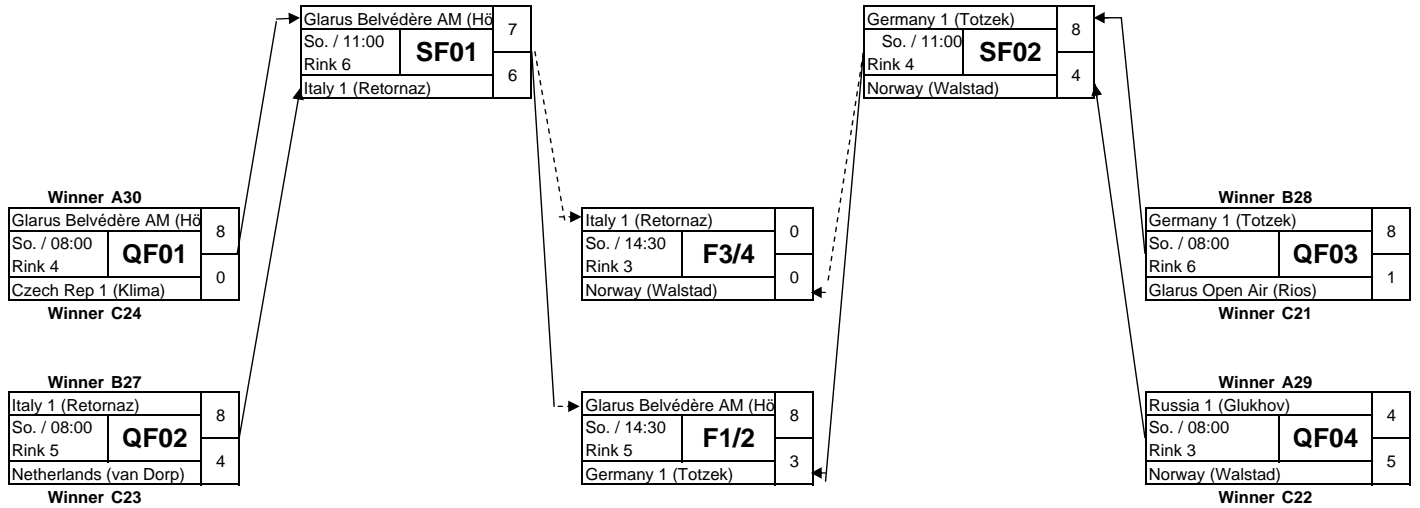 Glarus Belvédère AM (Hö
7
So. / 11:00
SF01
Rink 6
6
Italy 1 (Retornaz)
Germany 1 (Totzek)
8
So. / 11:00
SF02
Rink 4
4
Norway (Walstad)
Winner A30
Glarus Belvédère AM (Hö
8
So. / 08:00
QF01
Rink 4
0
Czech Rep 1 (Klima)
Winner C24
Italy 1 (Retornaz)
0
So. / 14:30
F3/4
Rink 3
0
Norway (Walstad)
Winner B28
Germany 1 (Totzek)
8
So. / 08:00
QF03
Rink 6
1
Glarus Open Air (Rios)
Winner C21
Winner B27
Italy 1 (Retornaz)
8
So. / 08:00
QF02
Rink 5
4
Netherlands (van Dorp)
Winner C23
Glarus Belvédère AM (Hö
8
So. / 14:30
F1/2
Rink 5
3
Germany 1 (Totzek)
Winner A29
Russia 1 (Glukhov)
4
So. / 08:00
QF04
Rink 3
5
Norway (Walstad)
Winner C22